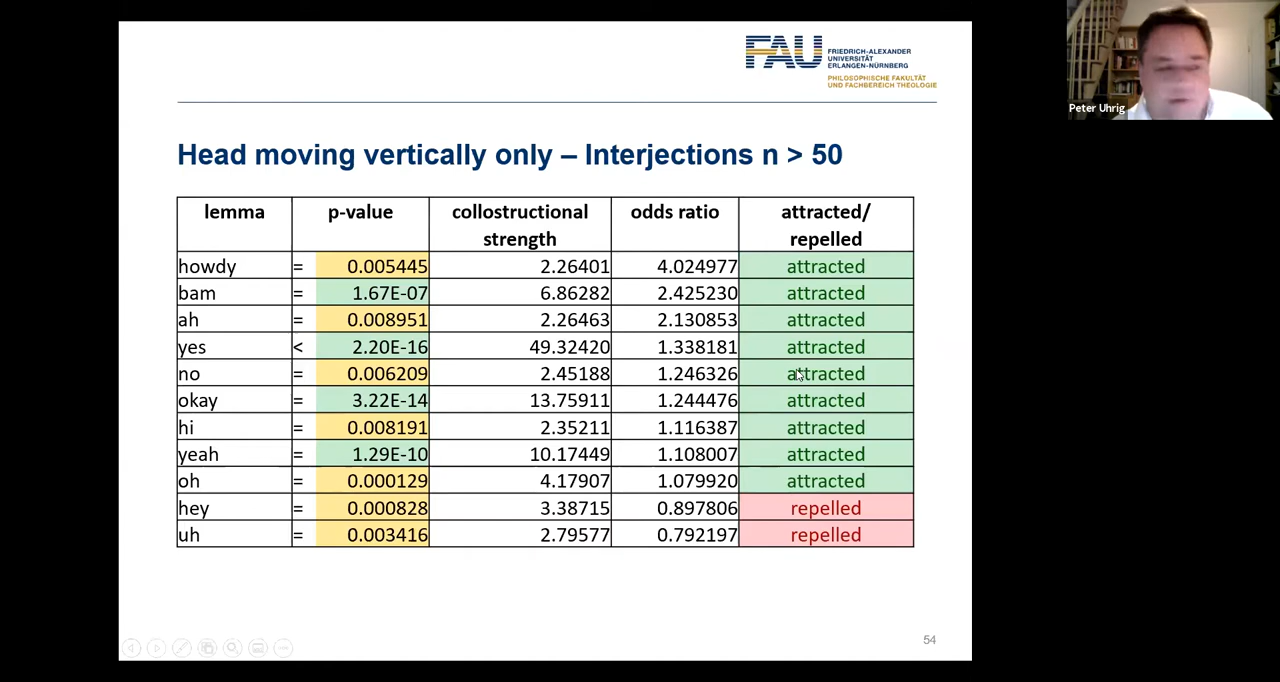 FAU
FRIEDRICH-ALEXANDER
UNIVERSITÄT
ERLANGEN-NÜRNBERG
PHILOSOPHISCHE FAKULTÄT
UND FACHBEREICH THEOLOGIE
Peter Uhrig
Head moving vertically only – Interjections n > 50
lemma p-value collostructional strength odds ratio attracted/ repelled
howdy = 0.005445 2.26401 4.024977 attracted
bam = 1.67E-07 6.86282 2.425230 attracted
ah = 0.008951 2.26463 2.130853 attracted
yes < 2.20E-16 49.32420 1.338181 attracted
no = 0.006209 2.45188 1.246326 attracted
okay = 3.22E-14 13.75911 1.244476 attracted
hi = 0.008191 2.35211 1.116387 attracted
yeah = 1.29E-10 10.17449 1.108007 attracted
oh = 0.000129 4.17907 1.079920 attracted
hey = 0.000828 3.38715 0.897806 repelled
uh = 0.003416 2.79577 0.792197 repelled
54